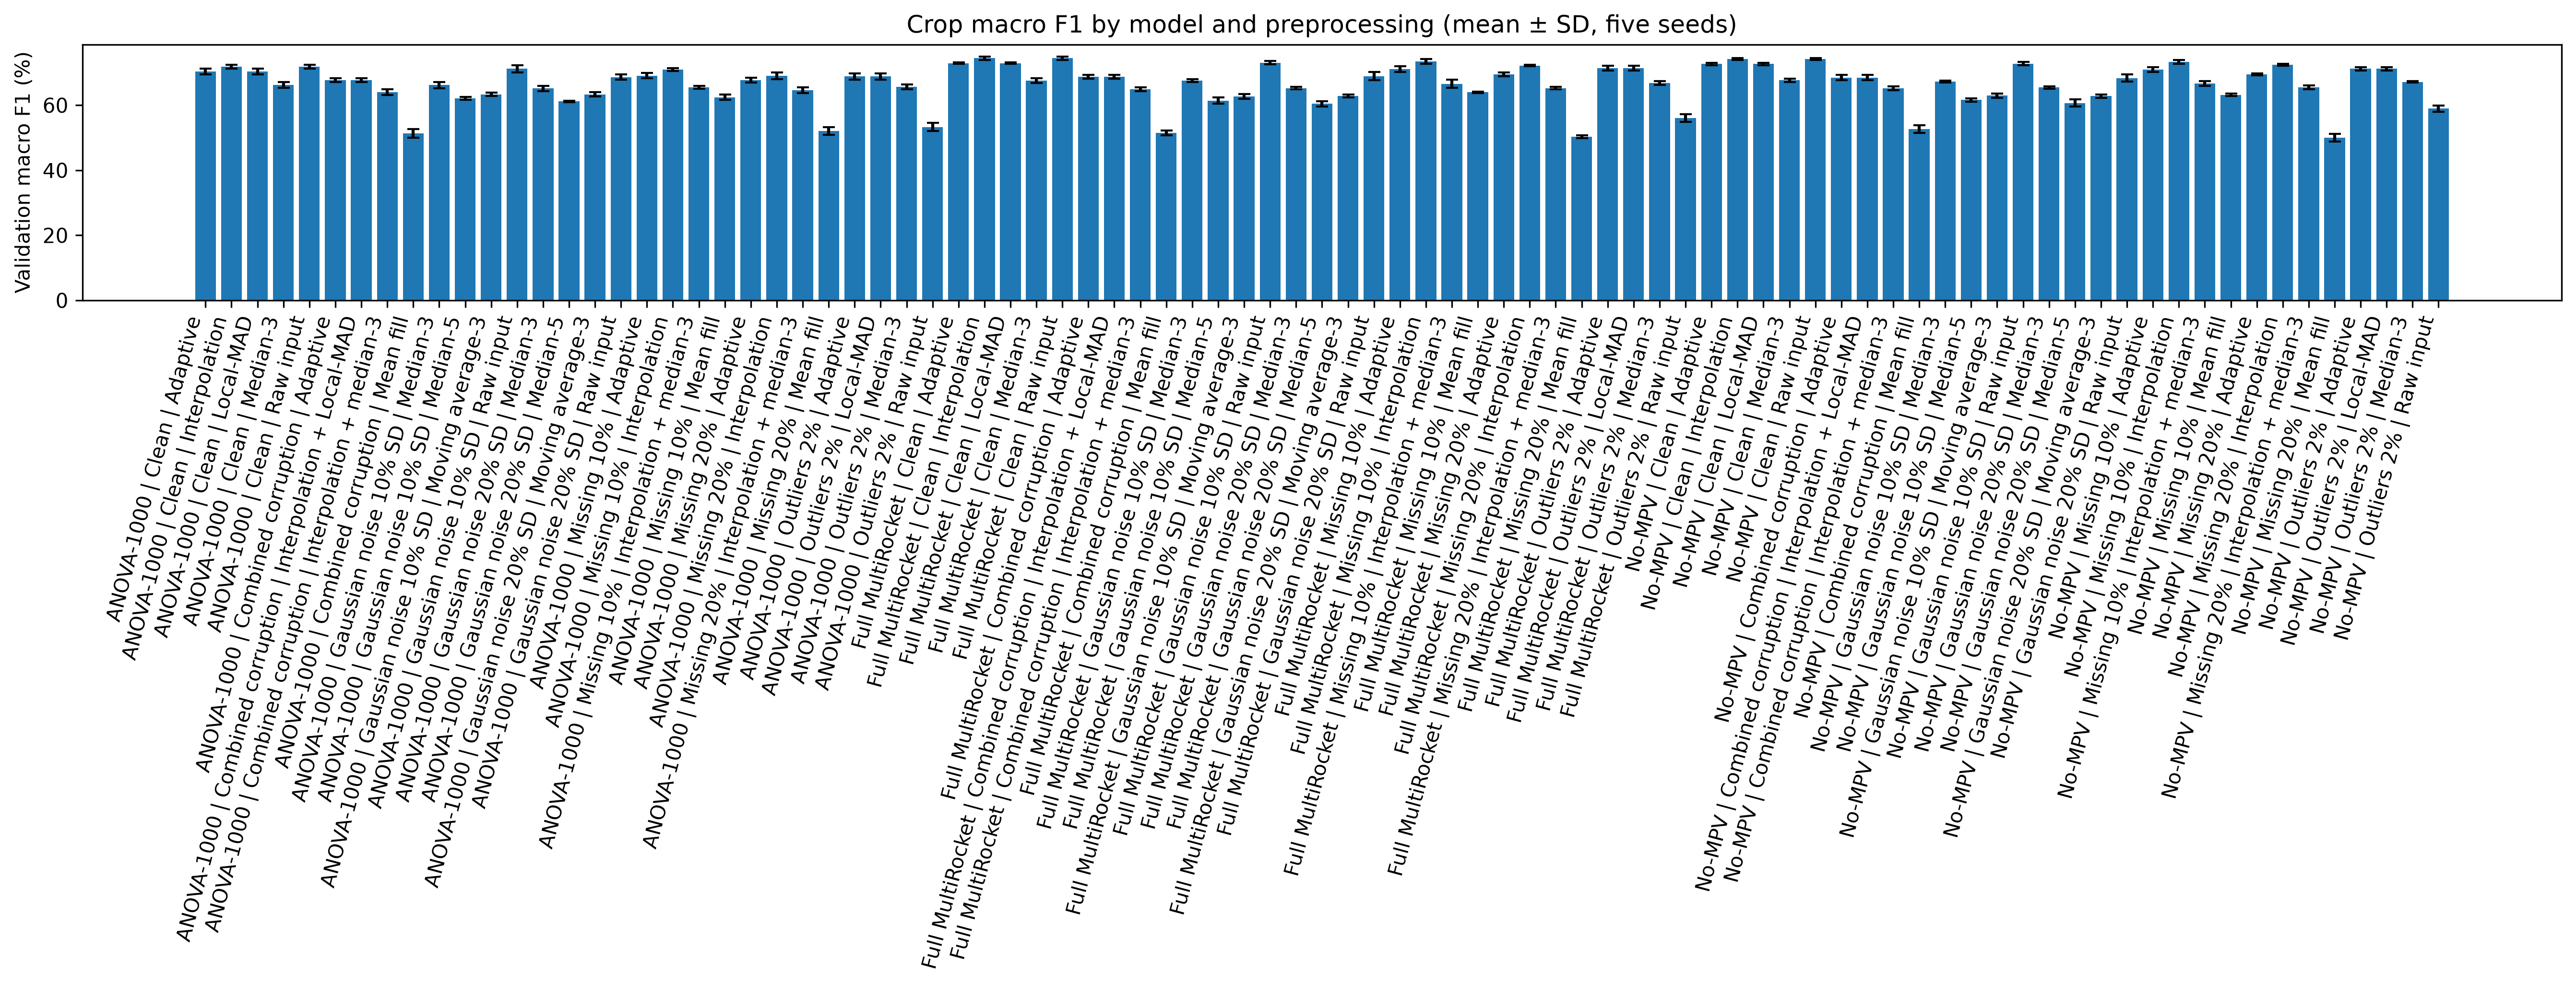 Crop macro F1 by model and preprocessing (mean ± SD, five seeds)
Validation macro F1 (%)
60
40
20
0
ANOVA-1000 | Clean | Adaptive
ANOVA-1000 | Clean | Interpolation
ANOVA-1000 | Clean | Local-MAD
ANOVA-1000 | Clean | Median-3
ANOVA-1000 | Clean | Raw input
ANOVA-1000 | Combined corruption | Adaptive
ANOVA-1000 | Combined corruption | Interpolation + Local-MAD
ANOVA-1000 | Combined corruption | Interpolation + median-3
ANOVA-1000 | Combined corruption | Mean fill
ANOVA-1000 | Gaussian noise 10% SD | Median-3
ANOVA-1000 | Gaussian noise 10% SD | Median-5
ANOVA-1000 | Gaussian noise 10% SD | Moving average-3
ANOVA-1000 | Gaussian noise 10% SD | Raw input
ANOVA-1000 | Gaussian noise 20% SD | Median-3
ANOVA-1000 | Gaussian noise 20% SD | Median-5
ANOVA-1000 | Gaussian noise 20% SD | Moving average-3
ANOVA-1000 | Gaussian noise 20% SD | Raw input
ANOVA-1000 | Missing 10% | Adaptive
ANOVA-1000 | Missing 10% | Interpolation
ANOVA-1000 | Missing 10% | Interpolation + median-3
ANOVA-1000 | Missing 10% | Mean fill
ANOVA-1000 | Missing 20% | Adaptive
ANOVA-1000 | Missing 20% | Interpolation
ANOVA-1000 | Missing 20% | Interpolation + median-3
ANOVA-1000 | Missing 20% | Mean fill
ANOVA-1000 | Outliers 2% | Adaptive
ANOVA-1000 | Outliers 2% | Local-MAD
ANOVA-1000 | Outliers 2% | Median-3
ANOVA-1000 | Outliers 2% | Raw input
Full MultiRocket | Clean | Adaptive
Full MultiRocket | Clean | Interpolation
Full MultiRocket | Clean | Local-MAD
Full MultiRocket | Clean | Median-3
Full MultiRocket | Clean | Raw input
Full MultiRocket | Combined corruption | Adaptive
Full MultiRocket | Combined corruption | Interpolation + Local-MAD
Full MultiRocket | Combined corruption | Interpolation + median-3
Full MultiRocket | Combined corruption | Mean fill
Full MultiRocket | Gaussian noise 10% SD | Median-3
Full MultiRocket | Gaussian noise 10% SD | Median-5
Full MultiRocket | Gaussian noise 10% SD | Moving average-3
Full MultiRocket | Gaussian noise 10% SD | Raw input
Full MultiRocket | Gaussian noise 20% SD | Median-3
Full MultiRocket | Gaussian noise 20% SD | Median-5
Full MultiRocket | Gaussian noise 20% SD | Moving average-3
Full MultiRocket | Gaussian noise 20% SD | Raw input
Full MultiRocket | Missing 10% | Adaptive
Full MultiRocket | Missing 10% | Interpolation
Full MultiRocket | Missing 10% | Interpolation + median-3
Full MultiRocket | Missing 10% | Mean fill
Full MultiRocket | Missing 20% | Adaptive
Full MultiRocket | Missing 20% | Interpolation
Full MultiRocket | Missing 20% | Interpolation + median-3
Full MultiRocket | Missing 20% | Mean fill
Full MultiRocket | Outliers 2% | Adaptive
Full MultiRocket | Outliers 2% | Local-MAD
Full MultiRocket | Outliers 2% | Median-3
Full MultiRocket | Outliers 2% | Raw input
No-MPV | Clean | Adaptive
No-MPV | Clean | Interpolation
No-MPV | Clean | Local-MAD
No-MPV | Clean | Median-3
No-MPV | Clean | Raw input
No-MPV | Combined corruption | Adaptive
No-MPV | Combined corruption | Interpolation + Local-MAD
No-MPV | Combined corruption | Interpolation + median-3
No-MPV | Combined corruption | Mean fill
No-MPV | Gaussian noise 10% SD | Median-3
No-MPV | Gaussian noise 10% SD | Median-5
No-MPV | Gaussian noise 10% SD | Moving average-3
No-MPV | Gaussian noise 10% SD | Raw input
No-MPV | Gaussian noise 20% SD | Median-3
No-MPV | Gaussian noise 20% SD | Median-5
No-MPV | Gaussian noise 20% SD | Moving average-3
No-MPV | Gaussian noise 20% SD | Raw input
No-MPV | Missing 10% | Adaptive
No-MPV | Missing 10% | Interpolation
No-MPV | Missing 10% | Interpolation + median-3
No-MPV | Missing 10% | Mean fill
No-MPV | Missing 20% | Adaptive
No-MPV | Missing 20% | Interpolation
No-MPV | Missing 20% | Interpolation + median-3
No-MPV | Missing 20% | Mean fill
No-MPV | Outliers 2% | Adaptive
No-MPV | Outliers 2% | Local-MAD
No-MPV | Outliers 2% | Median-3
No-MPV | Outliers 2% | Raw input